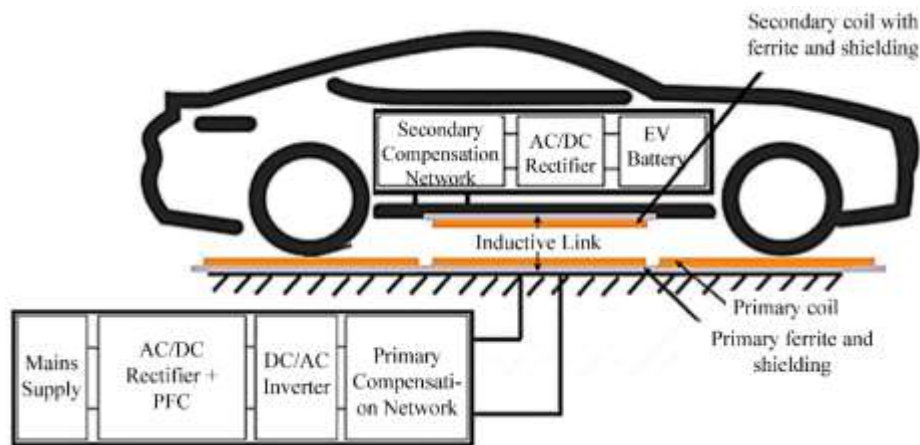 Secondary coil with
ferrite and shielding
Secondary
Compensation
Network
AC/DC
Rectifier
EV
Battery
Inductive Link
Primary coil
Primary ferrite and
shielding
Mains
Supply
AC/DC
Rectifier +
PFC
DC/AC
Inverter
Primary
Compensati-
on Network